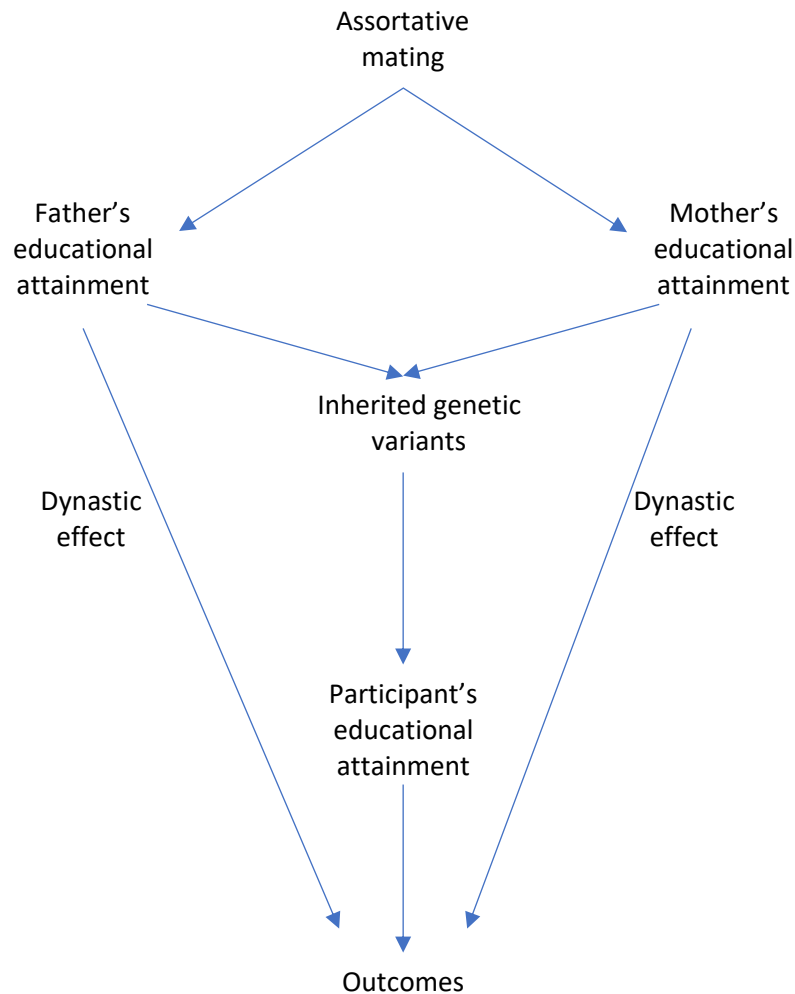 Assortative
mating
Father’s
educational
attainment
Mother’s
educational
attainment
Inherited genetic
variants
Dynastic
effect
Dynastic
effect
Participant’s
educational
attainment
Outcomes